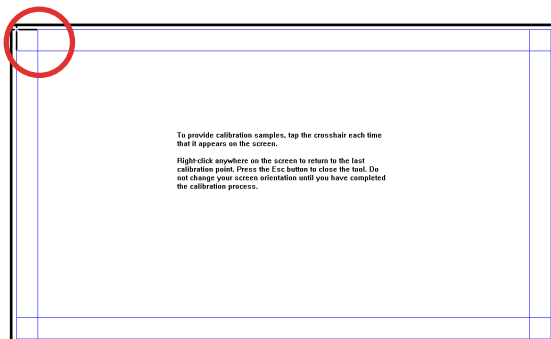 To provide calibration samples, tap the crosshair each time
that it appears on the screen.
Right-click anywhere on the screen to return to the last
calibration point. Press the Esc button to close the tool. Do
not change your screen orientation until you have completed
the calibration process.